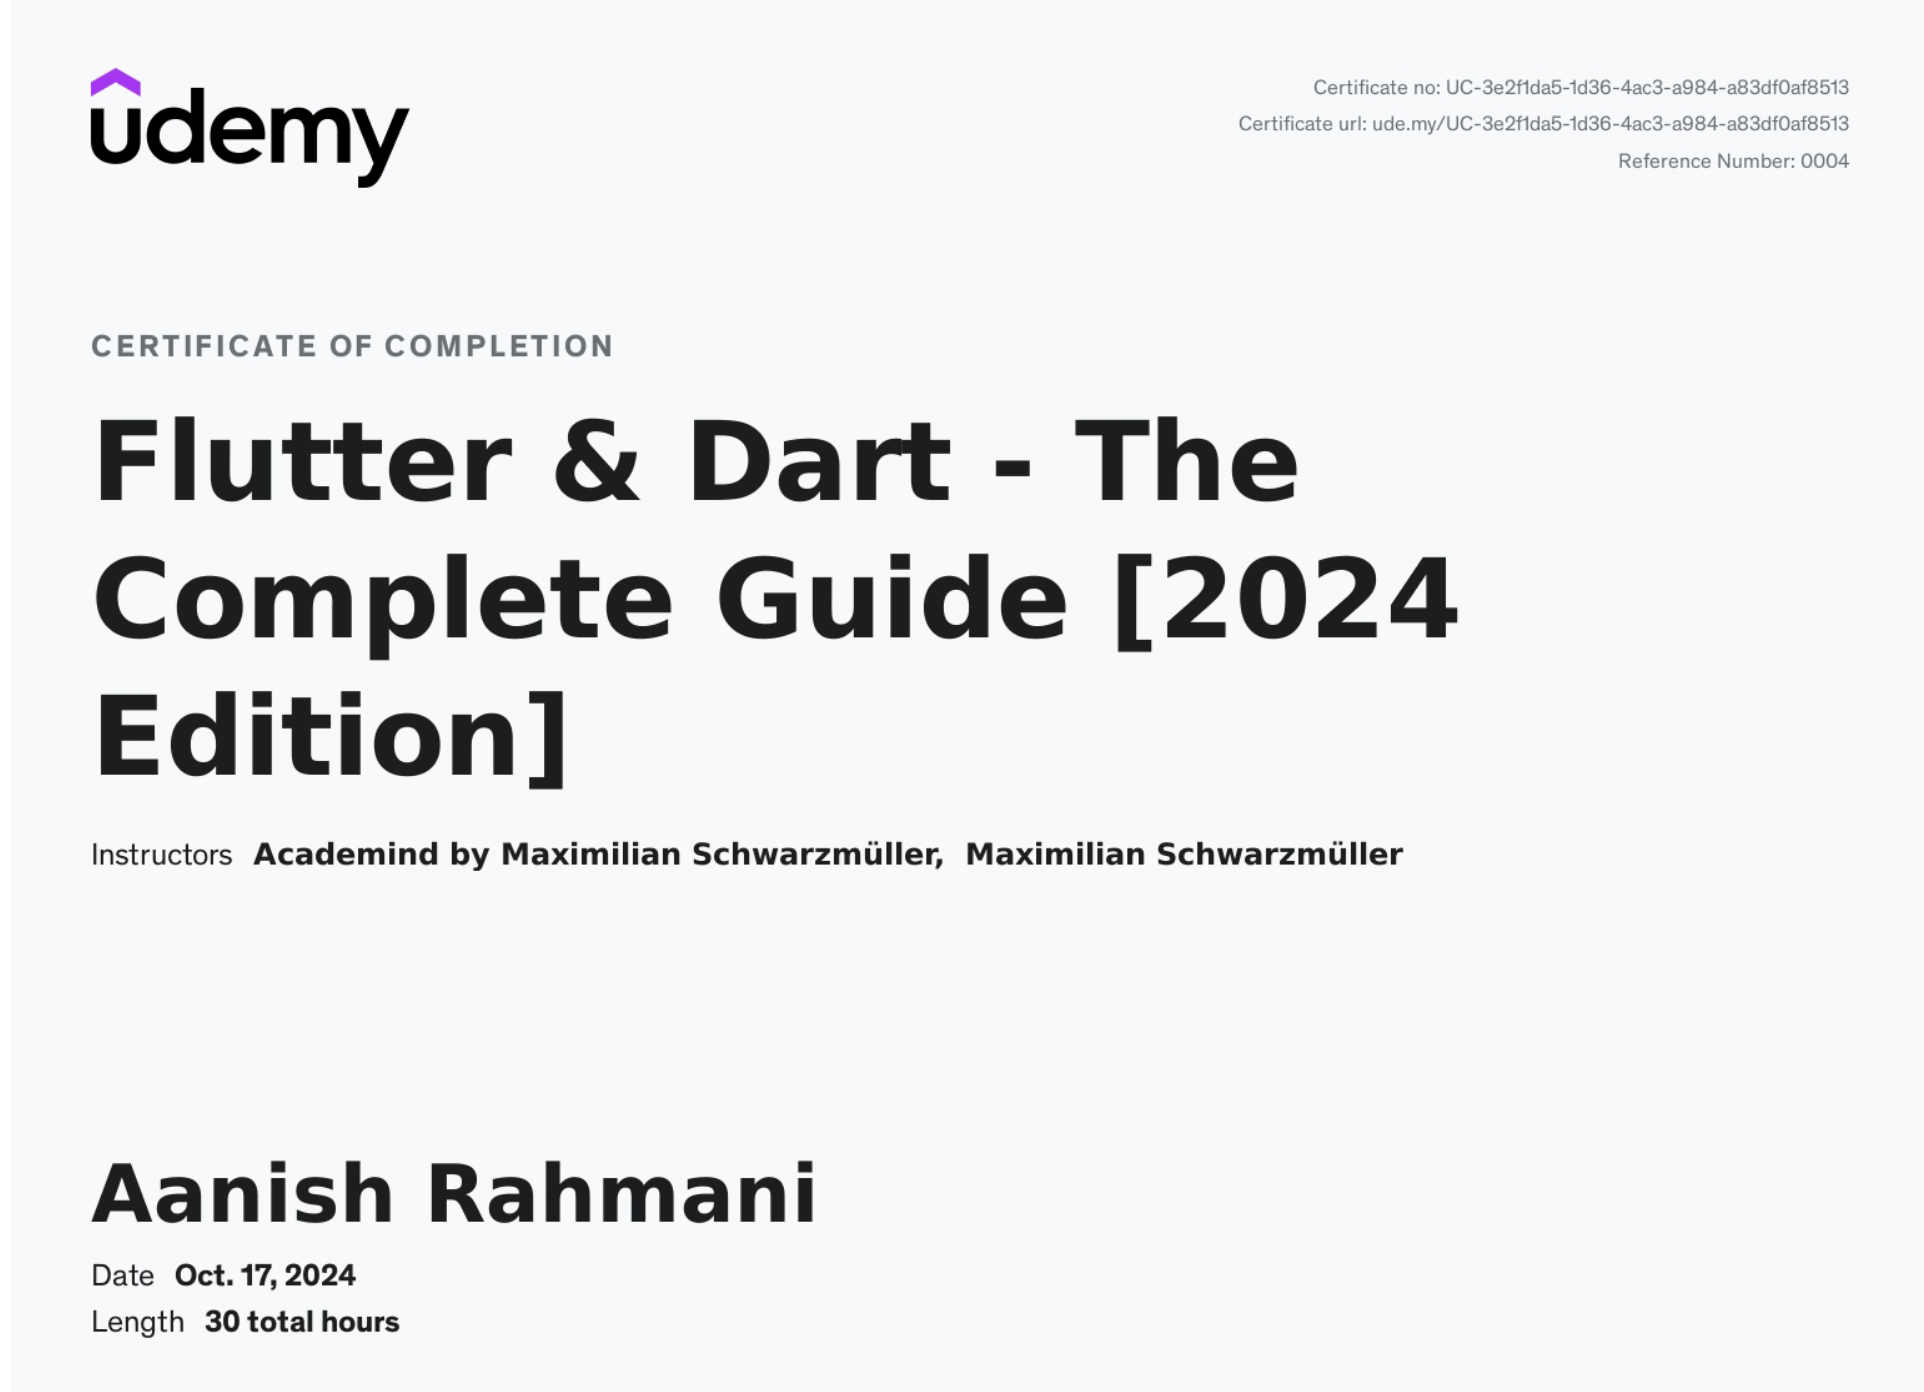 udemy
Certificate no: UC-3e2f1da5-1d36-4ac3-a984-a83df0af8513
Certificate url: ude.my/UC-3e2f1da5-1d36-4ac3-a984-a83df0af8513
Reference Number: 0004
CERTIFICATE OF COMPLETION
Flutter & Dart - The
Complete Guide [2024
Edition]
Instructors Academind by Maximilian Schwarzmüller, Maximilian Schwarzmüller
Aanish Rahmani
Date Oct. 17, 2024
Length 30 total hours